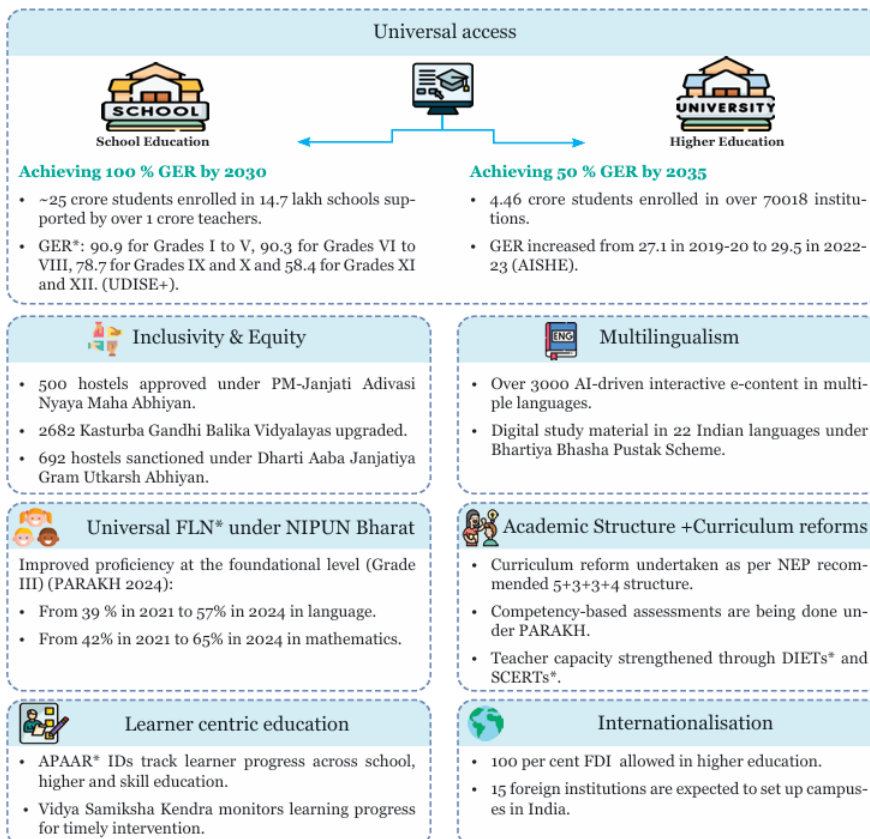 Universal access
SCHOOL
School Education
UNIVERSITY
Higher Education
Achieving 100 % GER by 2030
• ~25 crore students enrolled in 14.7 lakh schools sup-
ported by over 1 crore teachers.
• GER*: 90.9 for Grades I to V, 90.3 for Grades VI to
VIII, 78.7 for Grades IX and X and 58.4 for Grades XI
and XII. (UDISE+).
Achieving 50 % GER by 2035
• 4.46 crore students enrolled in over 70018 institu-
tions.
• GER increased from 27.1 in 2019-20 to 29.5 in 2022-
23 (AISHE).
Inclusivity & Equity
• 500 hostels approved under PM-Janjati Adivasi
Nyaya Maha Abhiyan.
• 2682 Kasturba Gandhi Balika Vidyalayas upgraded.
• 692 hostels sanctioned under Dharti Aaba Janjatiya
Gram Utkarsh Abhiyan.
ENG
Multilingualism
• Over 3000 AI-driven interactive e-content in multi-
ple languages.
• Digital study material in 22 Indian languages under
Bhartiya Bhasha Pustak Scheme.
Universal FLN* under NIPUN Bharat
Improved proficiency at the foundational level (Grade
III) (PARAKH 2024):
• From 39 % in 2021 to 57% in 2024 in language.
• From 42% in 2021 to 65% in 2024 in mathematics.
Academic Structure +Curriculum reforms
• Curriculum reform undertaken as per NEP recom-
mended 5+3+3+4 structure.
• Competency-based assessments are being done un-
der PARAKH.
• Teacher capacity strengthened through DIETs* and
SCERTs*.
Learner centric education
• APAAR* IDs track learner progress across school,
higher and skill education.
• Vidya Samiksha Kendra monitors learning progress
for timely intervention.
Internationalisation
• 100 per cent FDI allowed in higher education.
• 15 foreign institutions are expected to set up campus-
es in India.